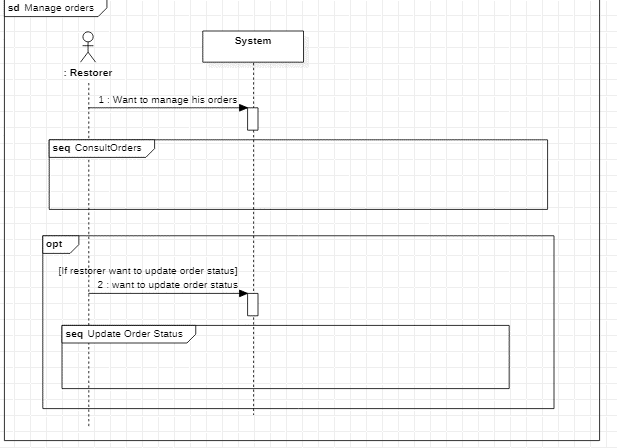 sd Manage orders
System
: Restorer
1 : Want to manage his orders
seq ConsultOrders
opt
[If restorer want to update order status]
2 : want to update order status
seq Update Order Status